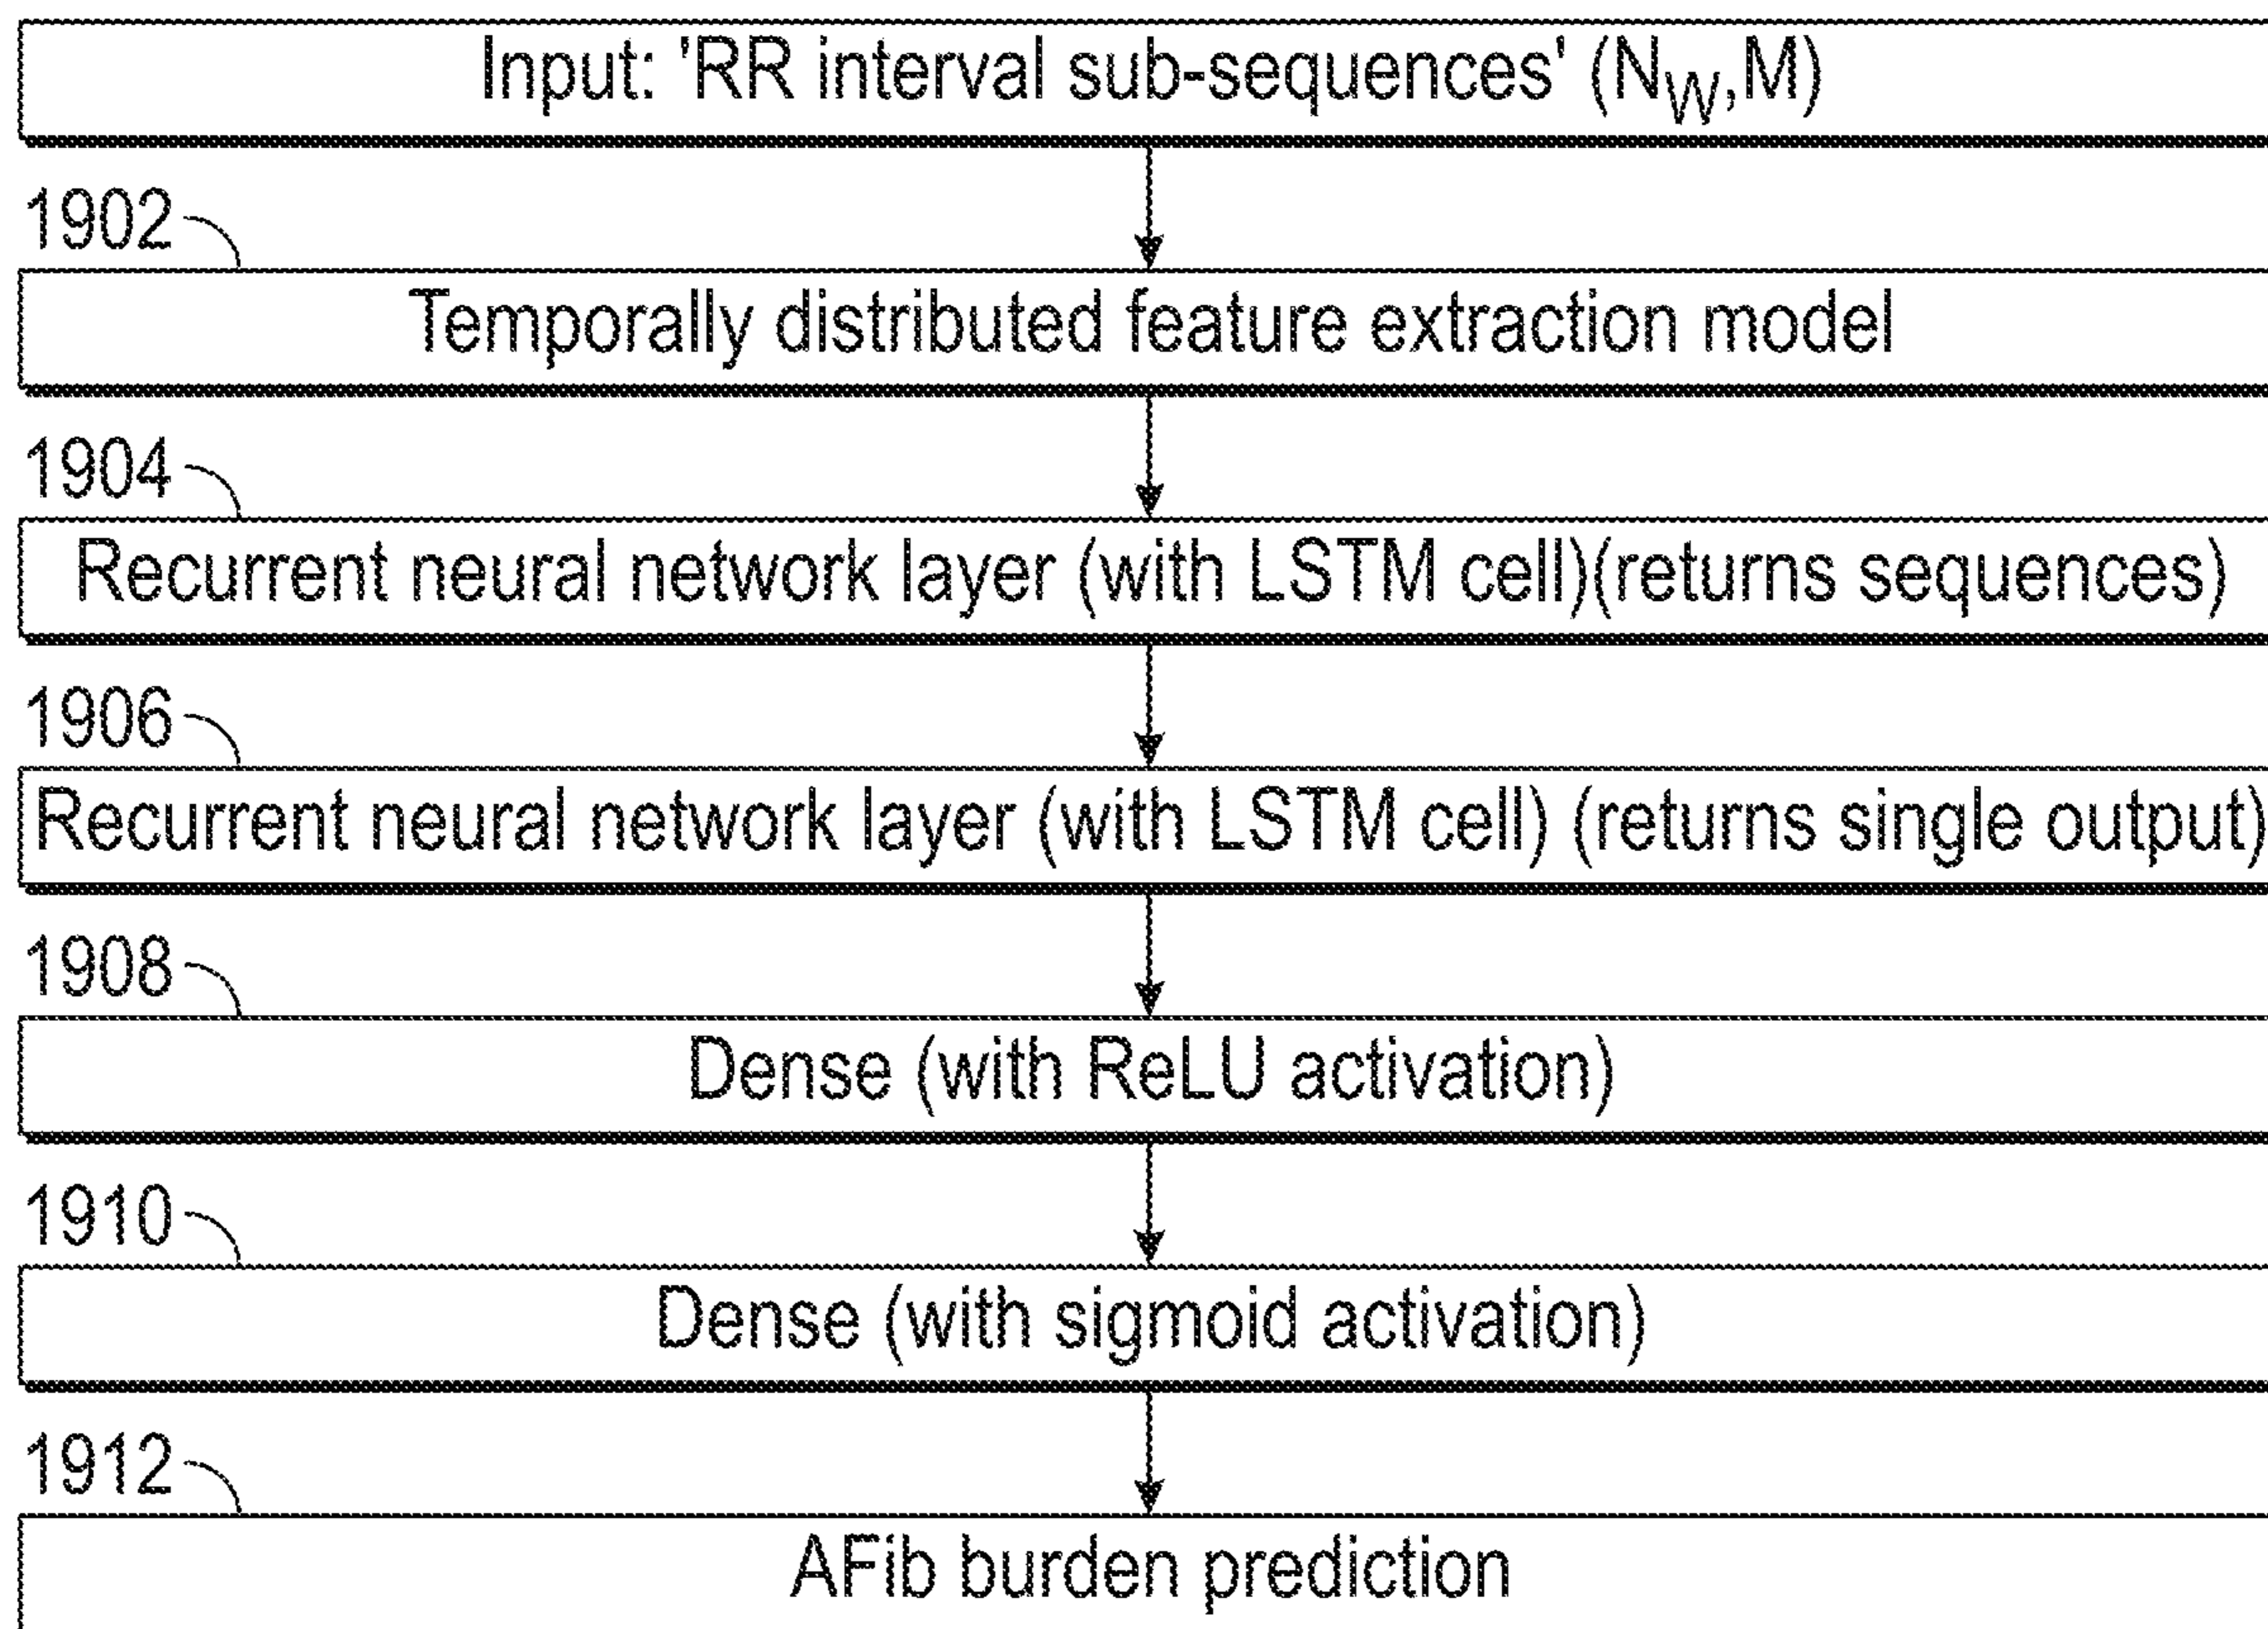 Input: 'RR interval sub-sequences' (N_W,M)
1902
Temporally distributed feature extraction model
1904
Recurrent neural network layer (with LSTM cell)(returns sequences)
1906
Recurrent neural network layer (with LSTM cell) (returns single output)
1908
Dense (with ReLU activation)
1910
Dense (with sigmoid activation)
1912
AFib burden prediction